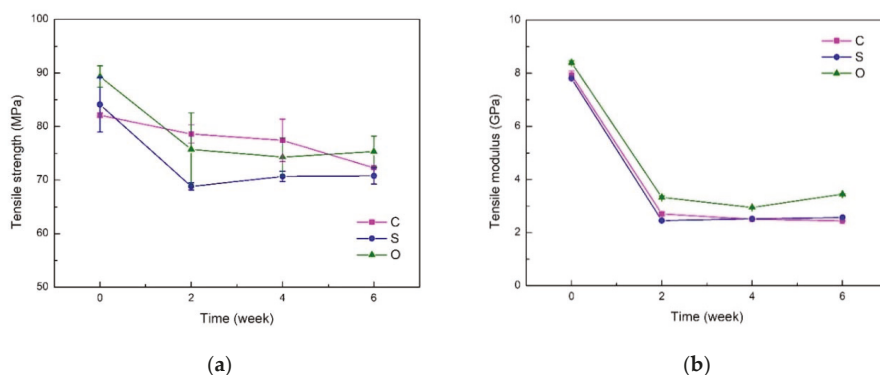 100
90
80
70
60
50
Tensile strength (MPa)
C
S
O
0
2
4
6
Time (week)
(a)
10
8
6
4
2
0
Tensile modulus (GPa)
C
S
O
0
2
4
6
Time (week)
(b)